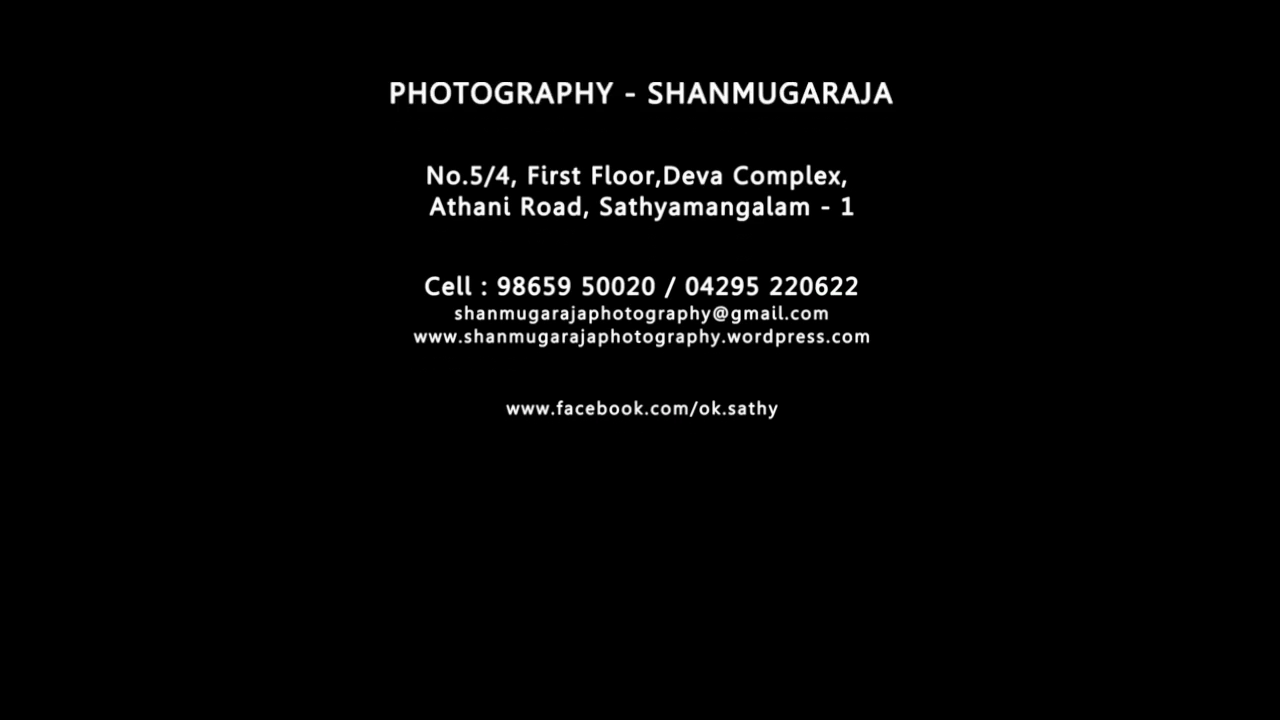 PHOTOGRAPHY - SHANMUGARAJA
No.5/4, First Floor,Deva Complex,
Athani Road, Sathyamangalam - 1
Cell : 98659 50020 / 04295 220622
shanmugarajaphotography@gmail.com
www.shanmugarajaphotography.wordpress.com
www.facebook.com/ok.sathy